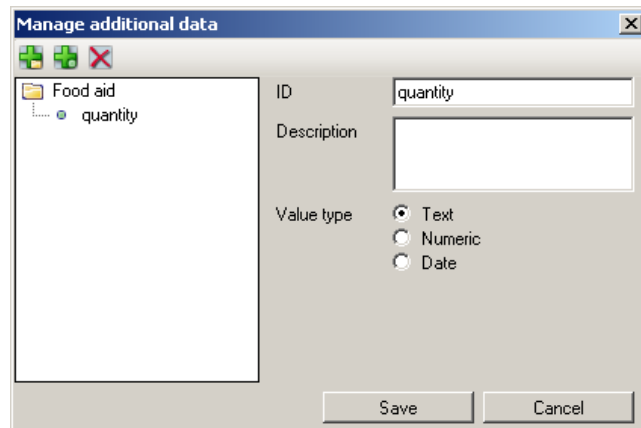 Manage additional data
Food aid
quantity
ID
quantity
Description
Value type
Text
Numeric
Date
Save
Cancel